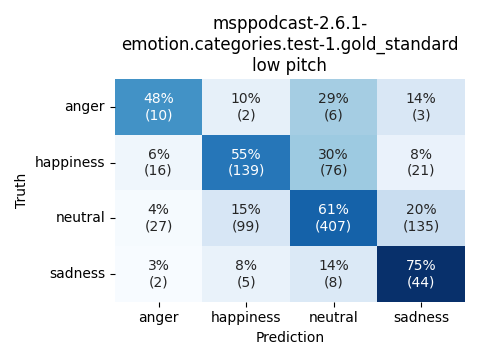 msppodcast-2.6.1-
emotion.categories.test-1.gold_standard
low pitch
Truth
anger
48% 10% 29% 14%
(10) (2) (6) (3)
happiness
6% 55% 30% 8%
(16) (139) (76) (21)
neutral
4% 15% 61% 20%
(27) (99) (407) (135)
sadness
3% 8% 14% 75%
(2) (5) (8) (44)
anger happiness neutral sadness
Prediction